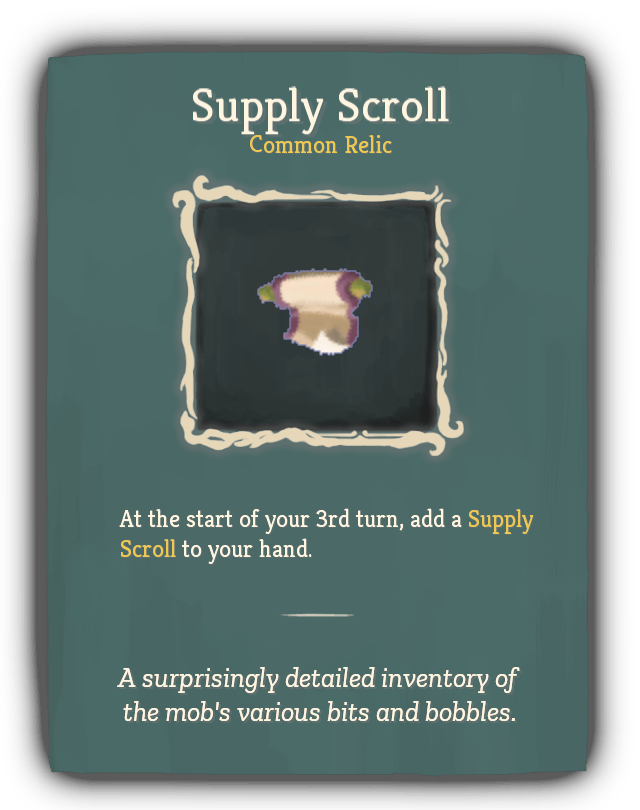 Supply Scroll
Common Relic
At the start of your 3rd turn, add a Supply
Scroll to your hand.
A surprisingly detailed inventory of
the mob's various bits and bobbles.